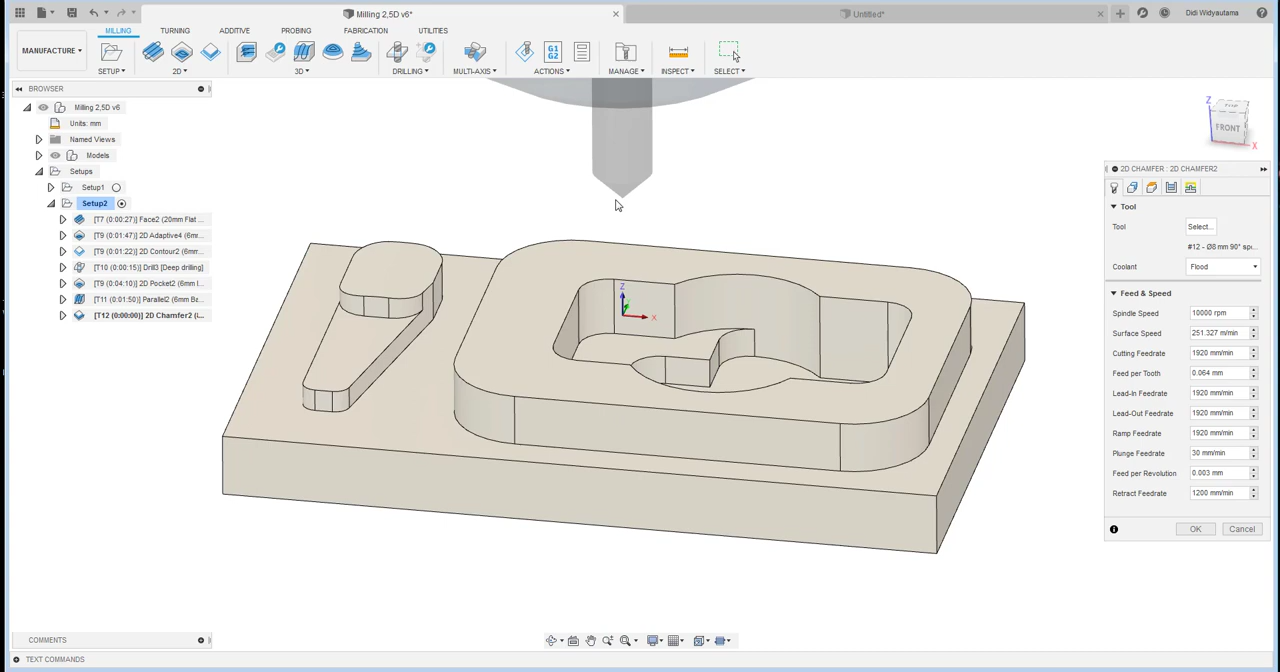 Milling 2,5D v6*
Untitled*
Didi Widyautama
MANUFACTURE
MILLING
TURNING
ADDITIVE
PROBING
FABRICATION
UTILITIES
G1
G2
SETUP
2D
3D
DRILLING
MULTI-AXIS
ACTIONS
MANAGE
INSPECT
SELECT
BROWSER
Milling 2,5D v6
Units: mm
Named Views
Models
Setups
Setup1
Setup2
[T7 (0:00:27)] Face2 (20mm Flat ...
[T9 (0:01:47)] 2D Adaptive4 (6mm...
[T9 (0:01:22)] 2D Contour2 (6mm...
[T10 (0:00:15)] Drill3 [Deep drilling]
[T9 (0:04:10)] 2D Pocket2 (6mm ...
[T11 (0:01:50)] Parallel2 (6mm Ba...
[T12 (0:00:00)] 2D Chamfer2 (i...
Z
TOP
FRONT
X
Z
X
2D CHAMFER : 2D CHAMFER2
Tool
Tool
Select...
#12 - Ø8 mm 90° sp...
Coolant
Flood
Feed & Speed
Spindle Speed
10000 rpm
Surface Speed
251.327 m/min
Cutting Feedrate
1920 mm/min
Feed per Tooth
0.064 mm
Lead-In Feedrate
1920 mm/min
Lead-Out Feedrate
1920 mm/min
Ramp Feedrate
1920 mm/min
Plunge Feedrate
30 mm/min
Feed per Revolution
0.003 mm
Retract Feedrate
1200 mm/min
OK
Cancel
COMMENTS
TEXT COMMANDS